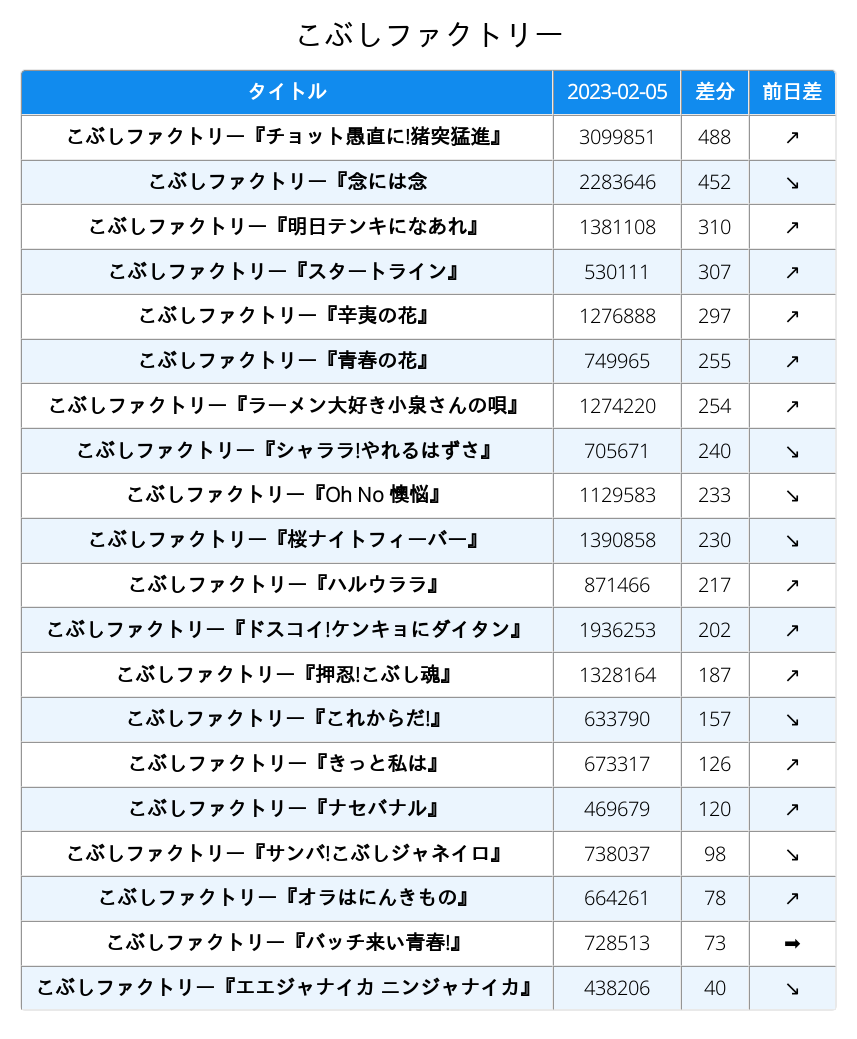 こぶしファクトリー
タイトル 2023-02-05 差分 前日差
こぶしファクトリー『チョット愚直に!猪突猛進』 3099851 488 ↗
こぶしファクトリー『念には念 2283646 452 ↘
こぶしファクトリー『明日テンキになあれ』 1381108 310 ↗
こぶしファクトリー『スタートライン』 530111 307 ↗
こぶしファクトリー『辛夷の花』 1276888 297 ↗
こぶしファクトリー『青春の花』 749965 255 ↗
こぶしファクトリー『ラーメン大好き小泉さんの唄』 1274220 254 ↗
こぶしファクトリー『シャララ!やれるはずさ』 705671 240 ↘
こぶしファクトリー『Oh No 懊悩』 1129583 233 ↘
こぶしファクトリー『桜ナイトフィーバー』 1390858 230 ↘
こぶしファクトリー『ハルウララ』 871466 217 ↗
こぶしファクトリー『ドスコイ!ケンキョにダイタン』 1936253 202 ↗
こぶしファクトリー『押忍!こぶし魂』 1328164 187 ↗
こぶしファクトリー『これからだ!』 633790 157 ↘
こぶしファクトリー『きっと私は』 673317 126 ↗
こぶしファクトリー『ナセバナル』 469679 120 ↗
こぶしファクトリー『サンバ!こぶしジャネイロ』 738037 98 ↘
こぶしファクトリー『オラはにんきもの』 664261 78 ↗
こぶしファクトリー『バッチ来い青春!』 728513 73 ➡
こぶしファクトリー『エエジャナイカ ニンジャナイカ』 438206 40 ↘